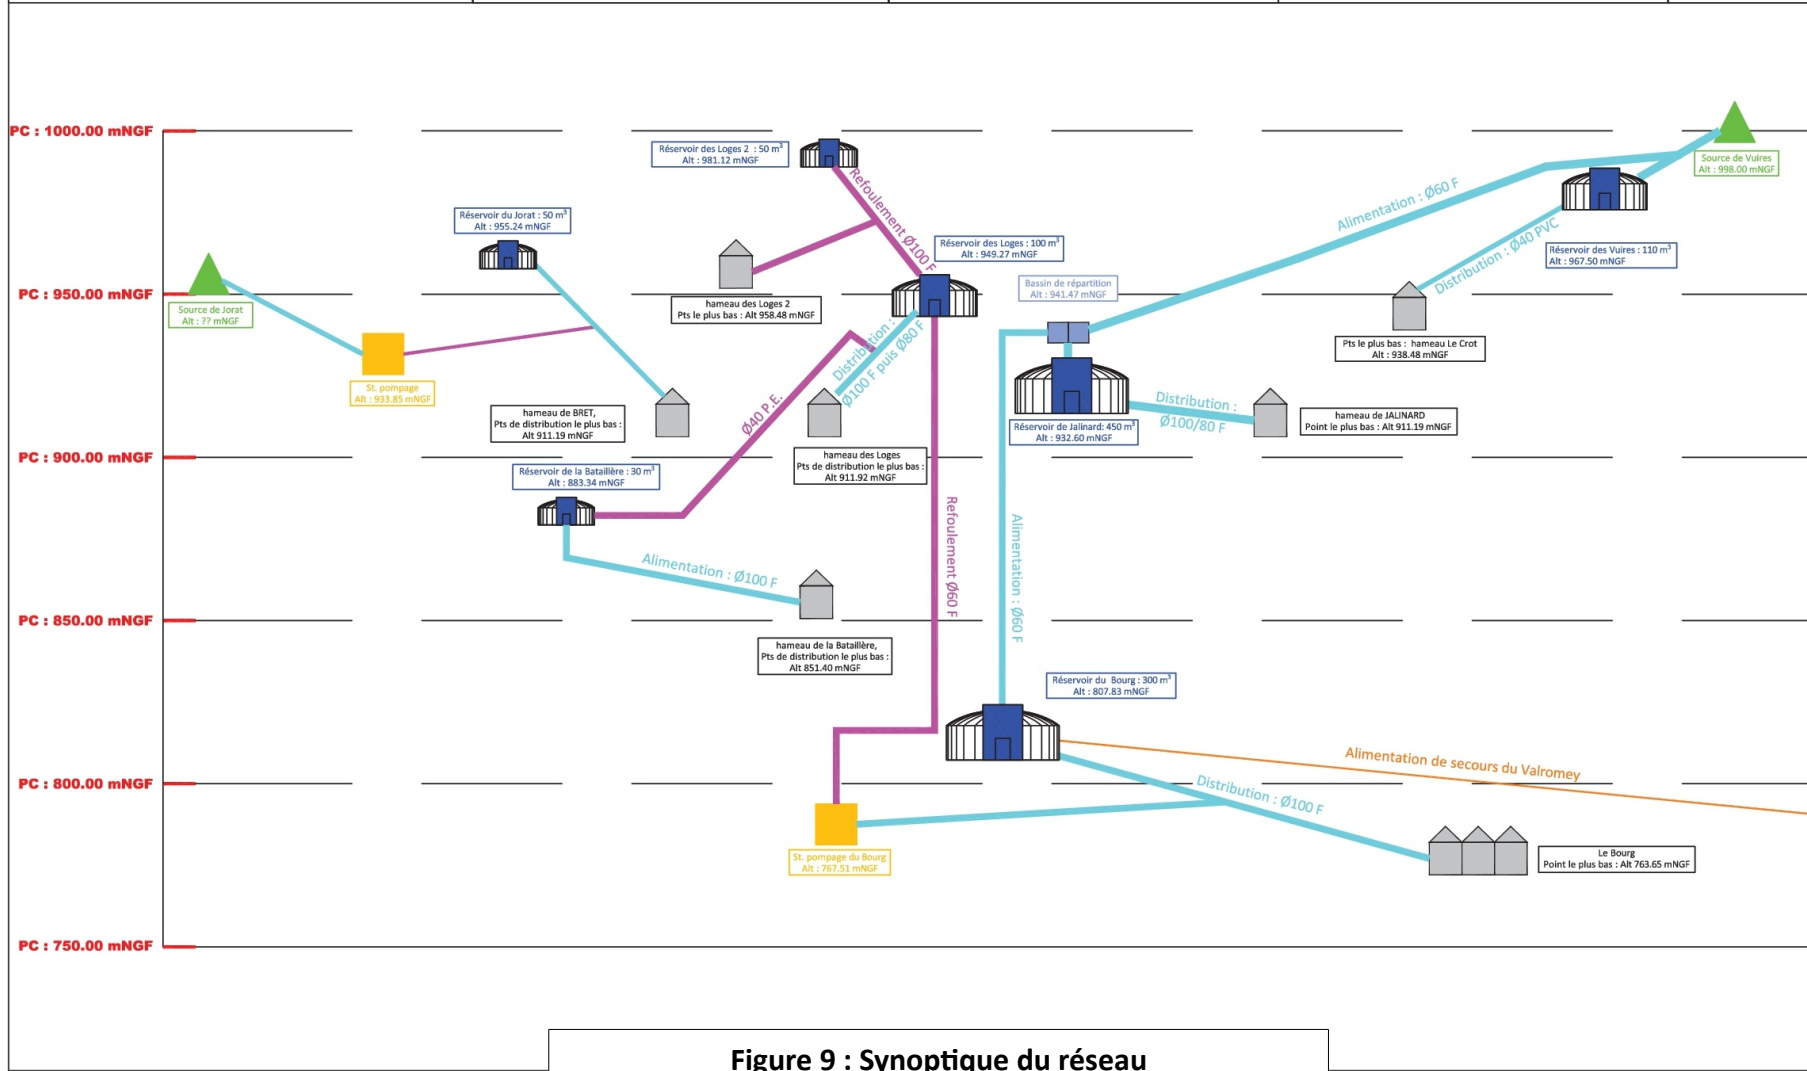 PC : 1000.00 mNGF
Réservoir des Loges 2 : 50 m³
Alt : 981.12 mNGF
Source de Vuires
Alt : 998.00 mNGF
Refoulement Ø100 F
Alimentation : Ø60 F
Réservoir du Jorat : 50 m³
Alt : 955.24 mNGF
Réservoir des Loges : 100 m³
Alt : 949.27 mNGF
Distribution : Ø40 PVC
Réservoir des Vuires : 110 m³
Alt : 967.50 mNGF
PC : 950.00 mNGF
Source de Jorat
Alt : ?? mNGF
hameau des Loges 2
Pts le plus bas : Alt 958.48 mNGF
Bassin de répartition
Alt : 941.47 mNGF
Pts le plus bas : hameau Le Crot
Alt : 938.48 mNGF
St. pompage
Alt : 933.85 mNGF
Distribution :
Ø100 F puis Ø80 F
Ø40 P.E.
hameau de BRET,
Pts de distribution le plus bas :
Alt 911.19 mNGF
Réservoir de Jalinard: 450 m³
Alt : 932.60 mNGF
Distribution :
Ø100/80 F
hameau de JALINARD
Point le plus bas : Alt 911.19 mNGF
PC : 900.00 mNGF
hameau des Loges
Pts de distribution le plus bas :
Alt 911.92 mNGF
Réservoir de la Bataillère : 30 m³
Alt : 883.34 mNGF
Refoulement Ø60 F
Alimentation : Ø60 F
Alimentation : Ø100 F
PC : 850.00 mNGF
hameau de la Bataillère,
Pts de distribution le plus bas :
Alt 851.40 mNGF
Réservoir du Bourg : 300 m³
Alt : 807.83 mNGF
Alimentation de secours du Valromey
PC : 800.00 mNGF
Distribution : Ø100 F
St. pompage du Bourg
Alt : 767.51 mNGF
Le Bourg
Point le plus bas : Alt 763.65 mNGF
PC : 750.00 mNGF
Figure 9 : Synoptique du réseau